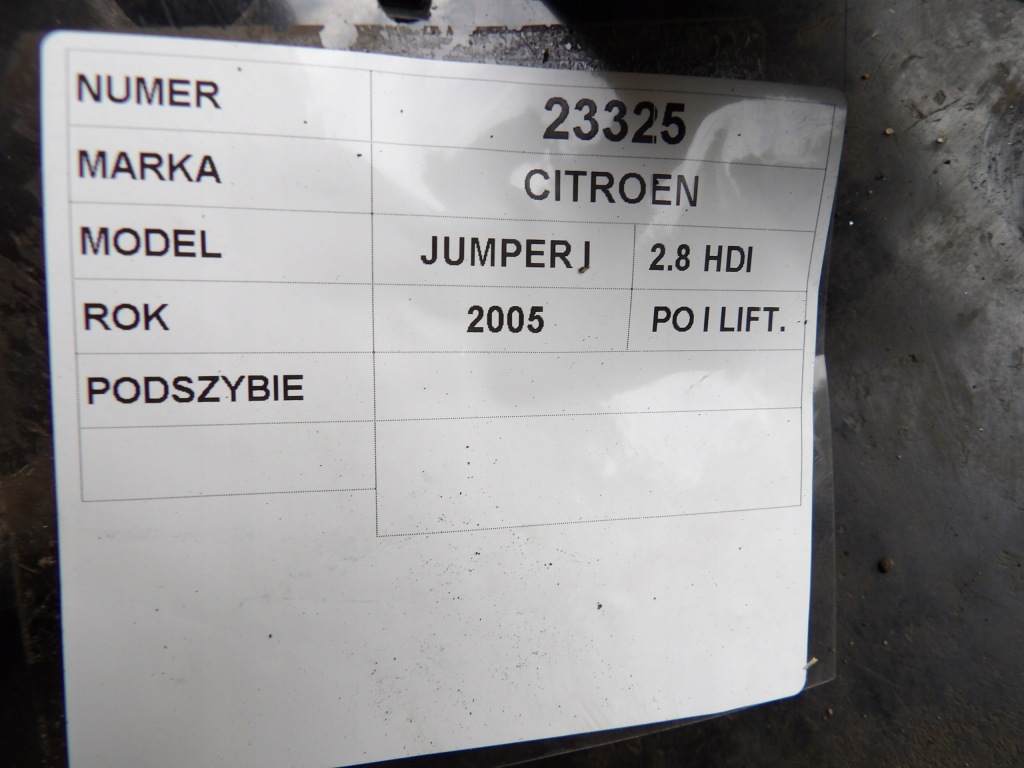 NUMER 23325
MARKA CITROEN
MODEL JUMPER I 2.8 HDI
ROK 2005 PO I LIFT.
PODSZYBIE